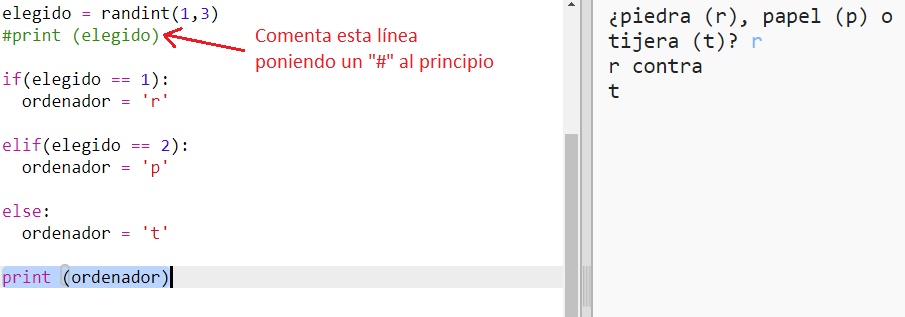 elegido = randint(1,3)
#print (elegido)
Comenta esta línea
poniendo un "#" al principio
if(elegido == 1):
  ordenador = 'r'
elif(elegido == 2):
  ordenador = 'p'
else:
  ordenador = 't'
print (ordenador)
¿piedra (r), papel (p) o
tijera (t)? r
r contra
t